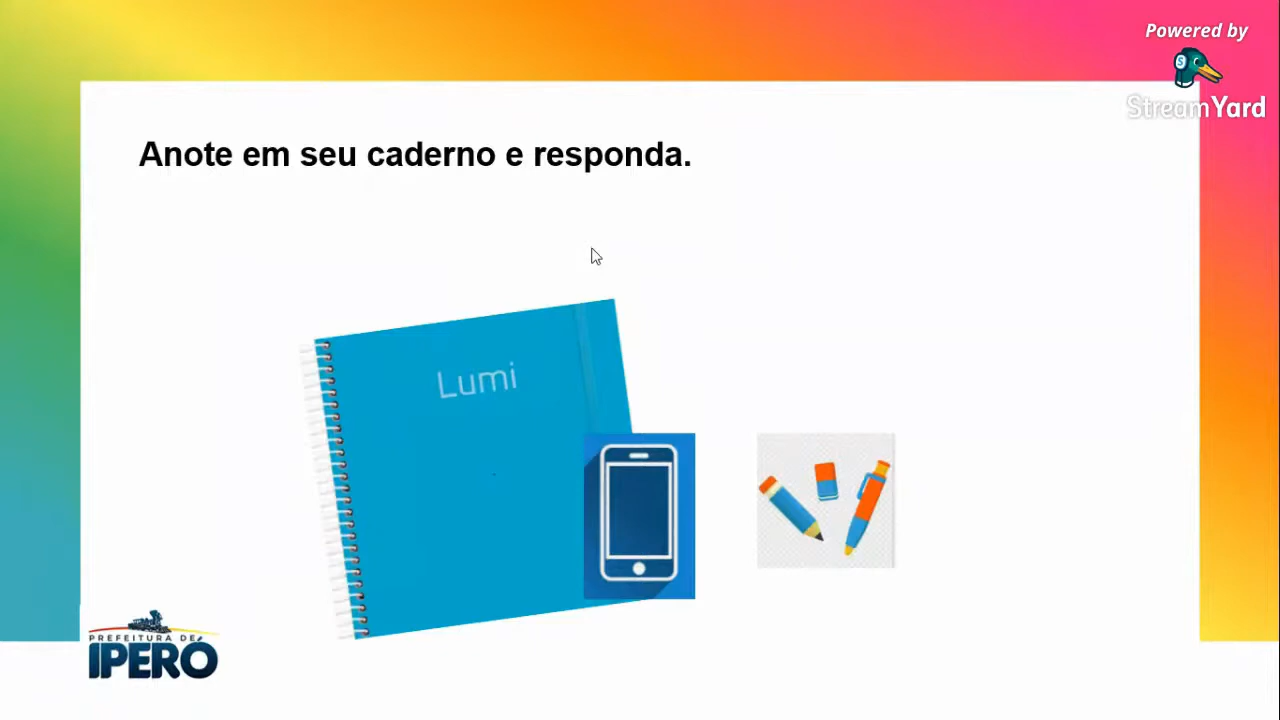 Powered by
StreamYard
Anote em seu caderno e responda.
Lumi
PREFEITURA DE
IPERÓ